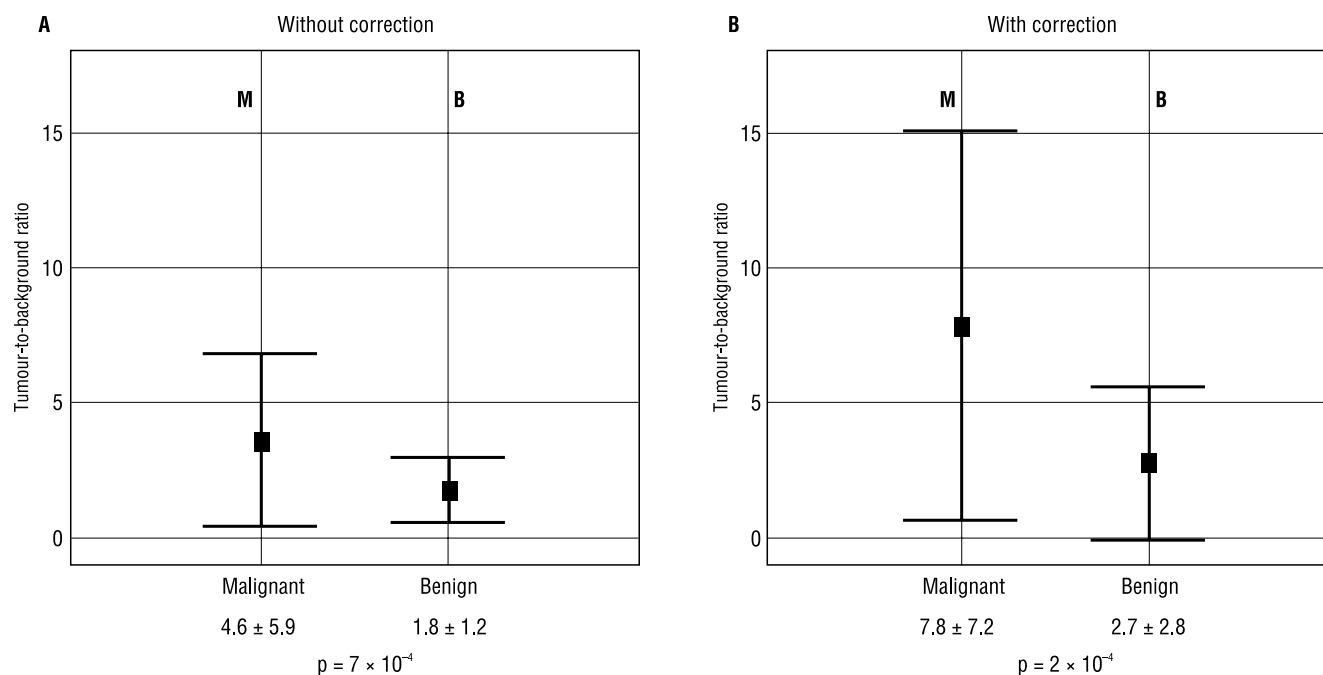 A
Without correction
M
B
15
10
5
0
Tumour-to-background ratio
Malignant
Benign
4.6 ± 5.9
1.8 ± 1.2
p = 7 × 10⁻⁴
B
With correction
M
B
15
10
5
0
Tumour-to-background ratio
Malignant
Benign
7.8 ± 7.2
2.7 ± 2.8
p = 2 × 10⁻⁴